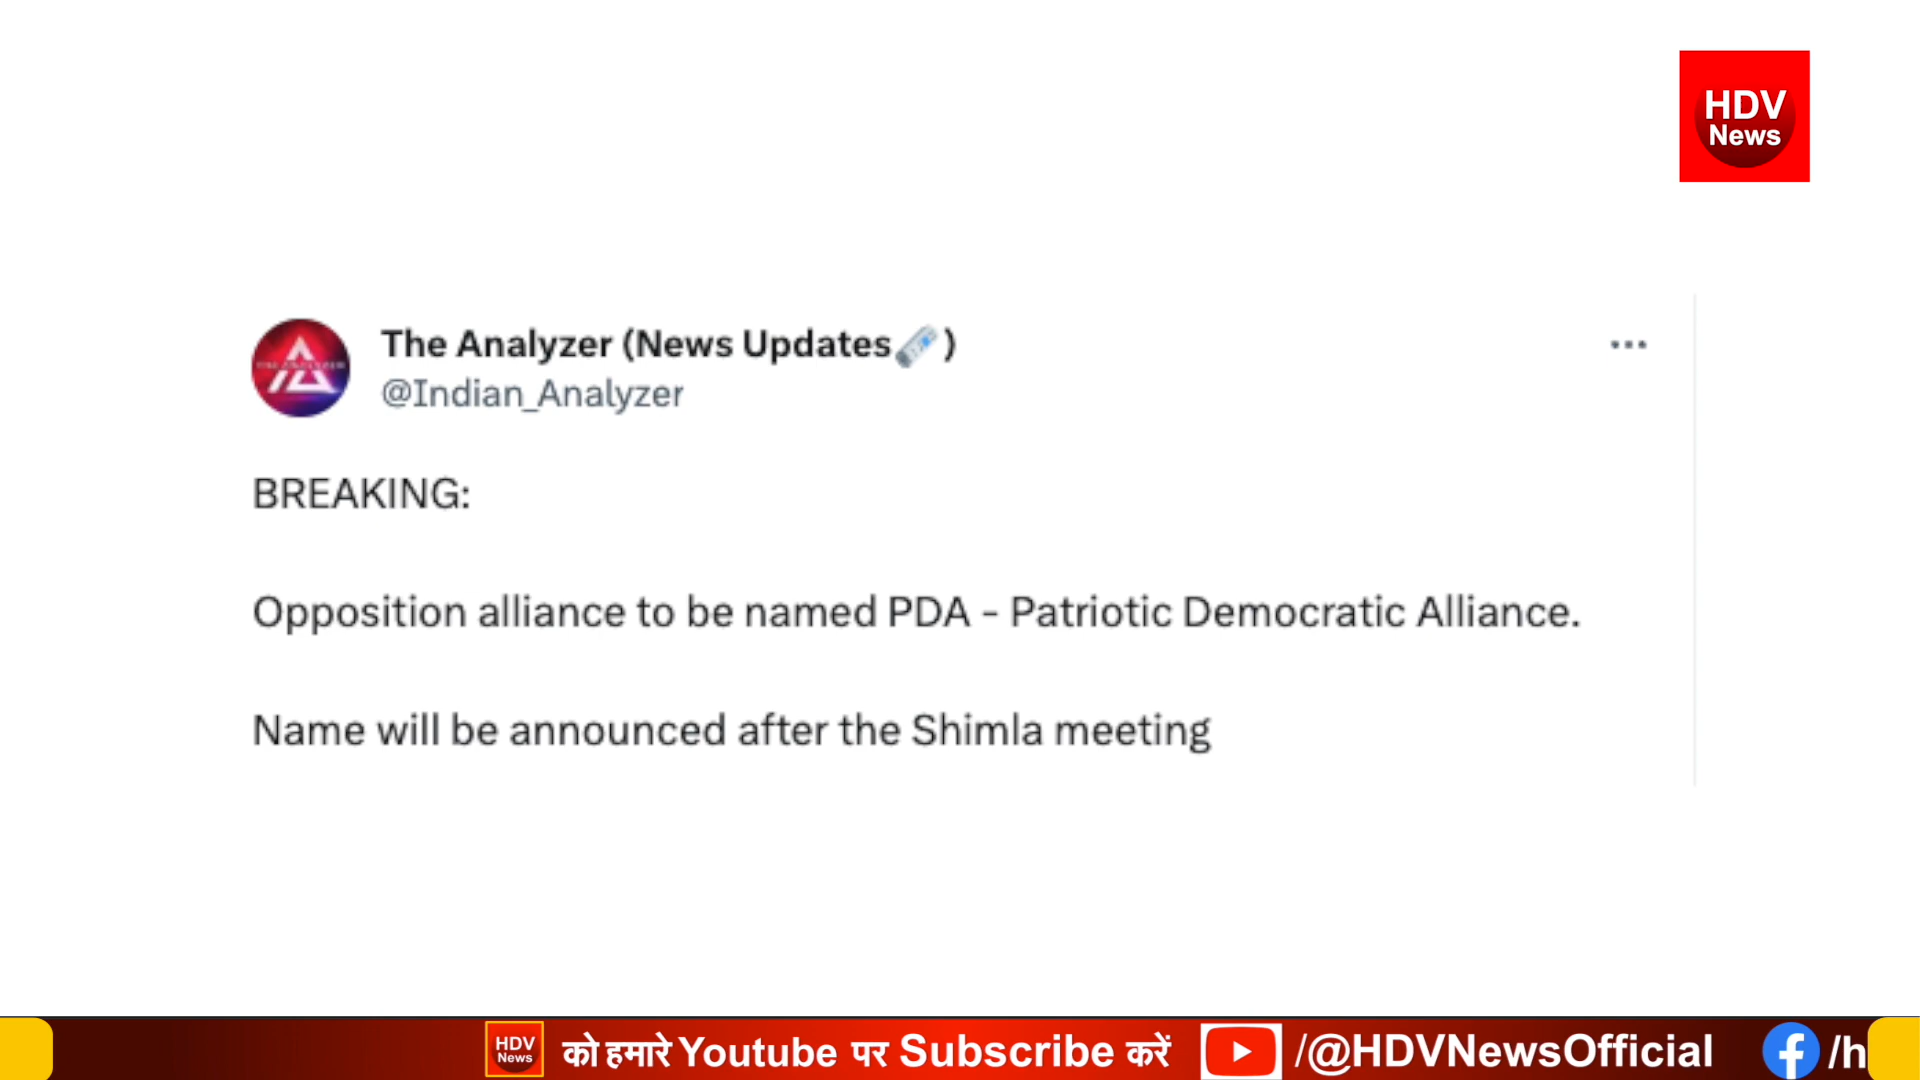 HDV
News
The Analyzer (News Updates🗞️)
@Indian_Analyzer
BREAKING:
Opposition alliance to be named PDA - Patriotic Democratic Alliance.
Name will be announced after the Shimla meeting
HDV
News
को हमारे Youtube पर Subscribe करें /@HDVNewsOfficial /h